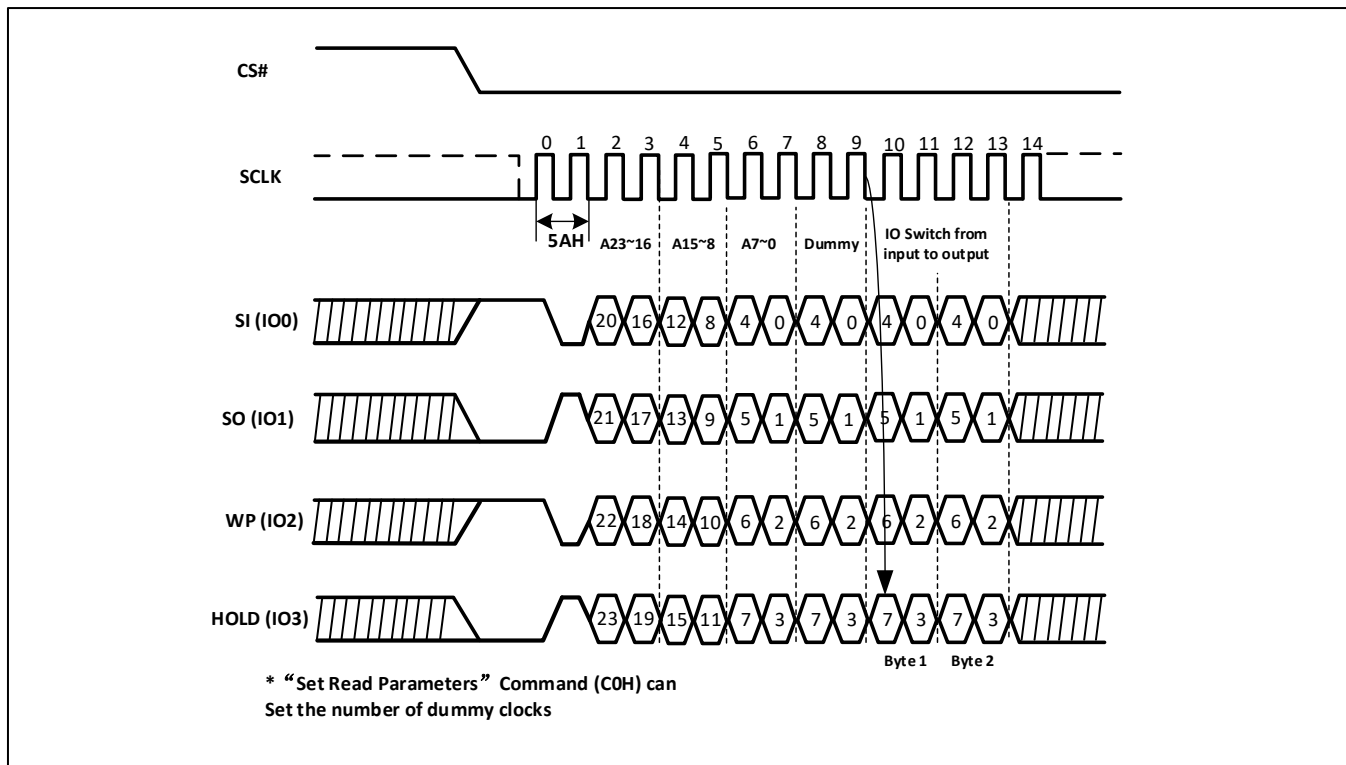 CS#
0 1 2 3 4 5 6 7 8 9 10 11 12 13 14
SCLK
5AH A23~16 A15~8 A7~0 Dummy IO Switch from
input to output
SI (IO0) 20 16 12 8 4 0 4 0 4 0 4 0
SO (IO1) 21 17 13 9 5 1 5 1 5 1 5 1
WP (IO2) 22 18 14 10 6 2 6 2 6 2 6 2
HOLD (IO3) 23 19 15 11 7 3 7 3 7 3 7 3
Byte 1 Byte 2
* “Set Read Parameters” Command (C0H) can
Set the number of dummy clocks